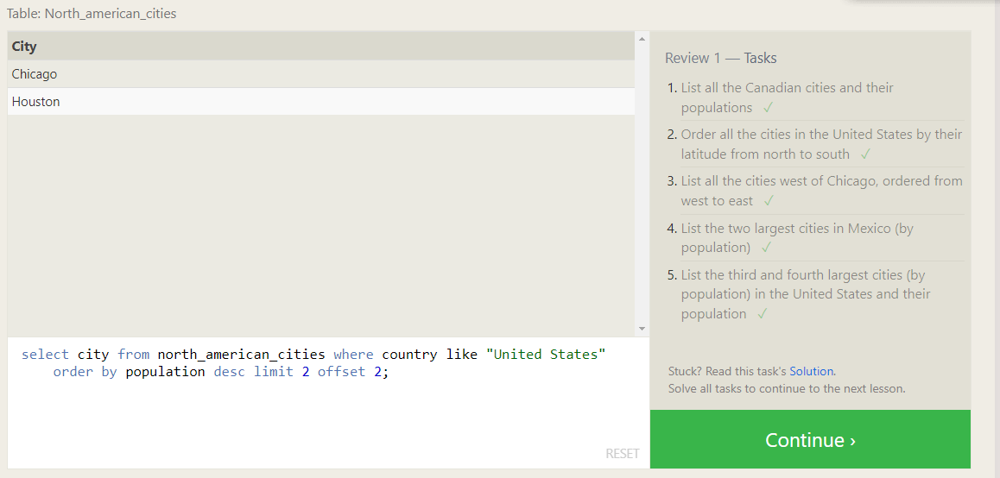 Table: North_american_cities
City
Chicago
Houston
select city from north_american_cities where country like "United States"
order by population desc limit 2 offset 2;
RESET
Review 1 — Tasks
1. List all the Canadian cities and their
populations ✓
2. Order all the cities in the United States by their
latitude from north to south ✓
3. List all the cities west of Chicago, ordered from
west to east ✓
4. List the two largest cities in Mexico (by
population) ✓
5. List the third and fourth largest cities (by
population) in the United States and their
population ✓
Stuck? Read this task's Solution.
Solve all tasks to continue to the next lesson.
Continue ›